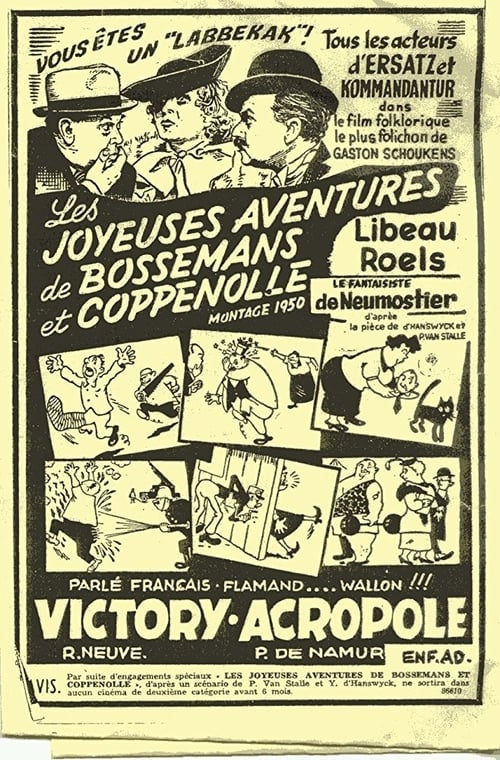 VOUS ÊTES
UN "LABBEKAK"!
Tous les acteurs
d'ERSATZ et
KOMMANDANTUR
dans
le film folklorique
le plus folichon de
GASTON SCHOUKENS
Les
JOYEUSES AVENTURES
de BOSSEMANS
et COPPENOLLE
MONTAGE 1950
Libeau
Roels
LE FANTAISISTE
de Neumostier
d'après
la pièce de d'HANSWYCK et
P. VAN STALLE
PARLÉ FRANÇAIS - FLAMAND.... WALLON !!!
VICTORY - ACROPOLE
R. NEUVE. P. DE NAMUR
ENF. AD.
VIS.
Par suite d'engagements spéciaux « LES JOYEUSES AVENTURES DE BOSSEMANS ET
COPPENOLLE », d'après un scénario de P. Van Stalle et Y. d'Hanswyck, ne sortira dans
aucun cinéma de deuxième catégorie avant 6 mois. 86610